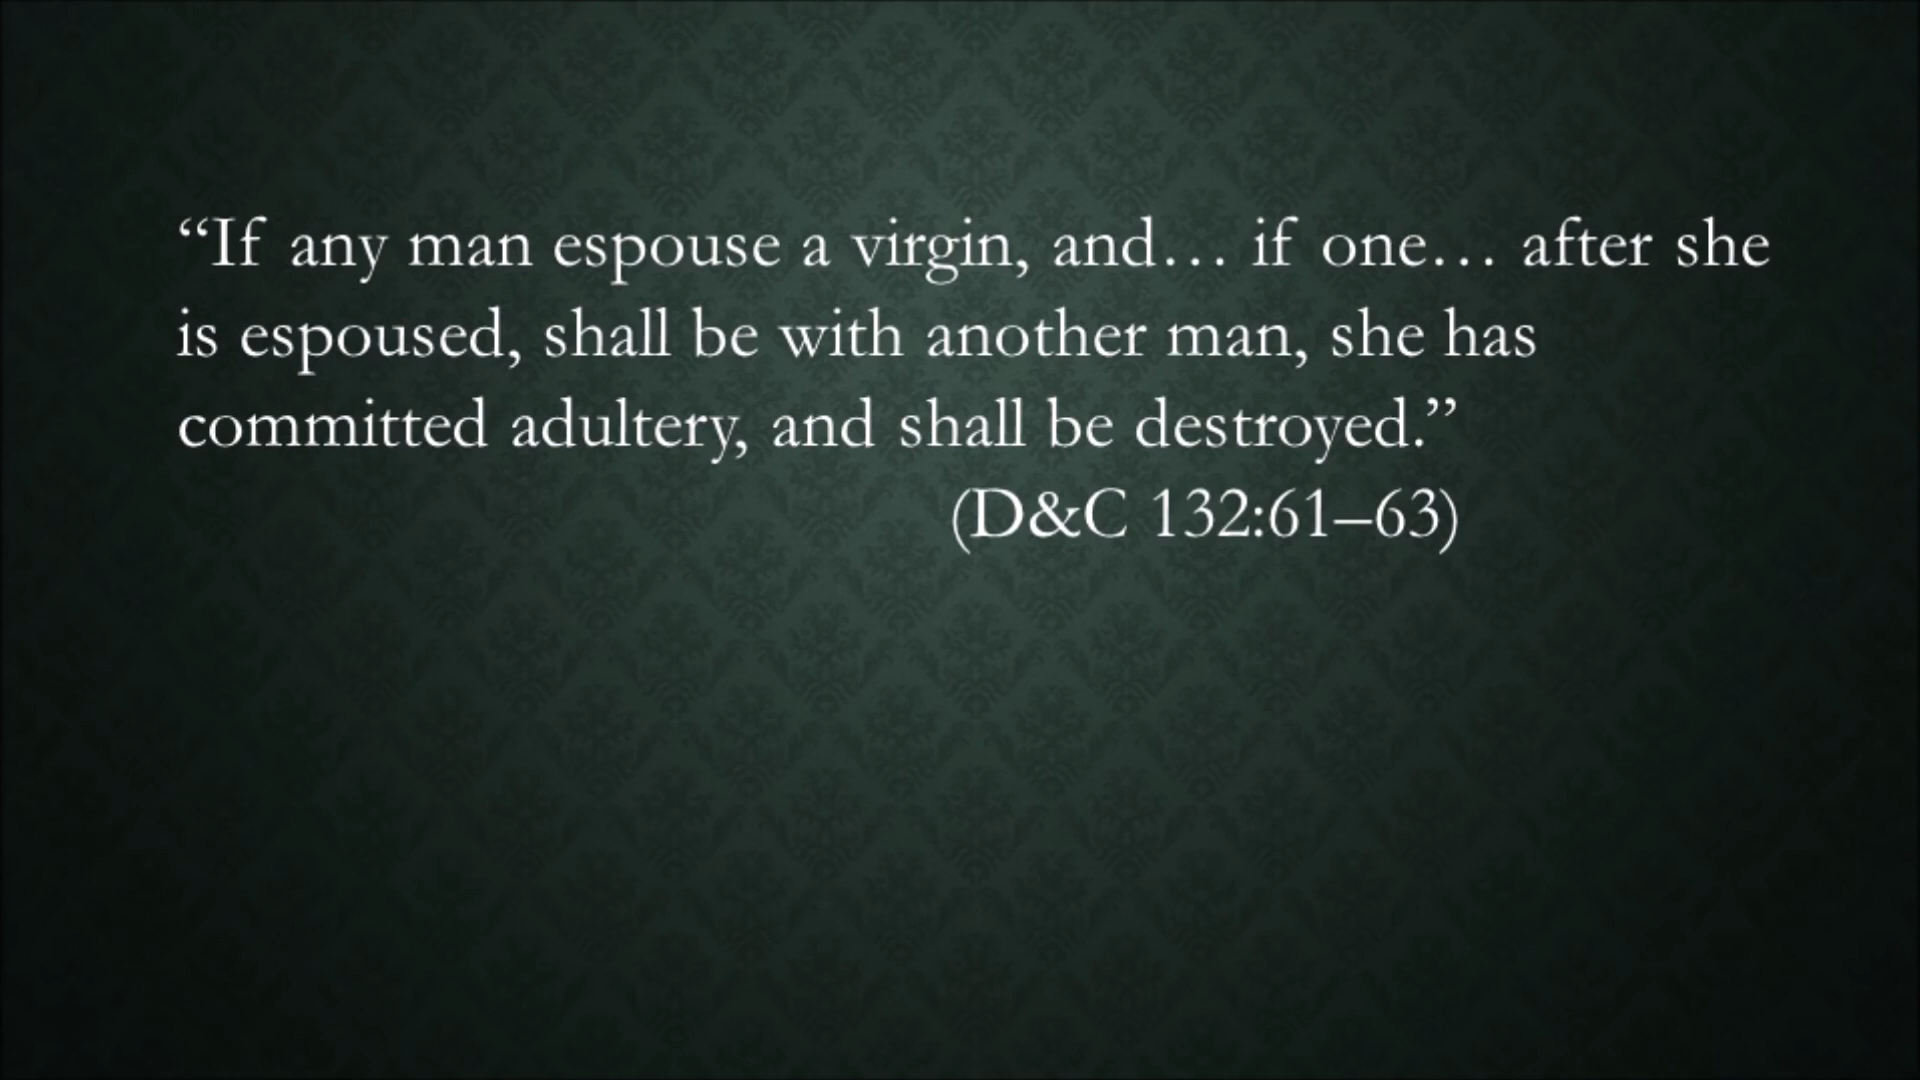 “If any man espouse a virgin, and… if one… after she
is espoused, shall be with another man, she has
committed adultery, and shall be destroyed.”
(D&C 132:61–63)